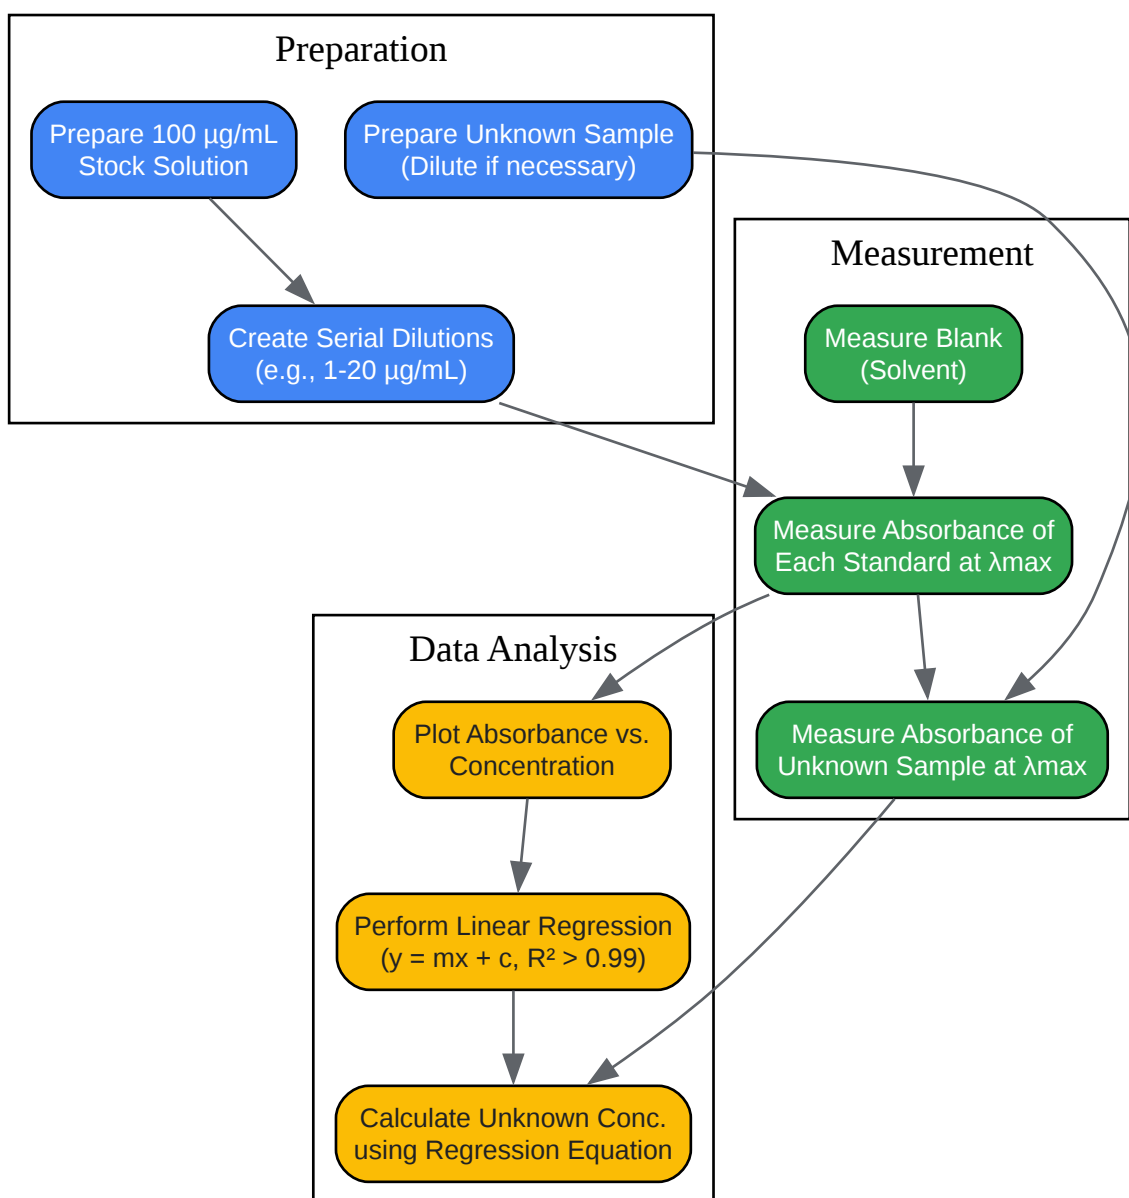 Preparation
Prepare 100 µg/mL
Stock Solution
Prepare Unknown Sample
(Dilute if necessary)
Create Serial Dilutions
(e.g., 1-20 µg/mL)
Measurement
Measure Blank
(Solvent)
Measure Absorbance of
Each Standard at λmax
Measure Absorbance of
Unknown Sample at λmax
Data Analysis
Plot Absorbance vs.
Concentration
Perform Linear Regression
(y = mx + c, R² > 0.99)
Calculate Unknown Conc.
using Regression Equation